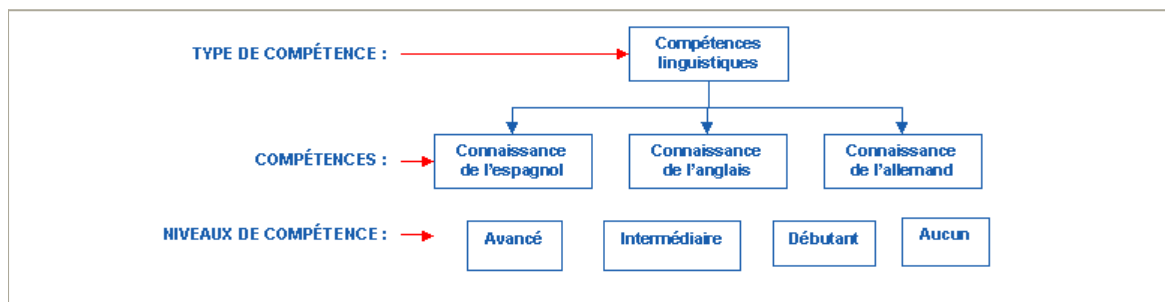 TYPE DE COMPÉTENCE :
Compétences
linguistiques
COMPÉTENCES :
Connaissance
de l'espagnol
Connaissance
de l'anglais
Connaissance
de l'allemand
NIVEAUX DE COMPÉTENCE :
Avancé
Intermédiaire
Débutant
Aucun